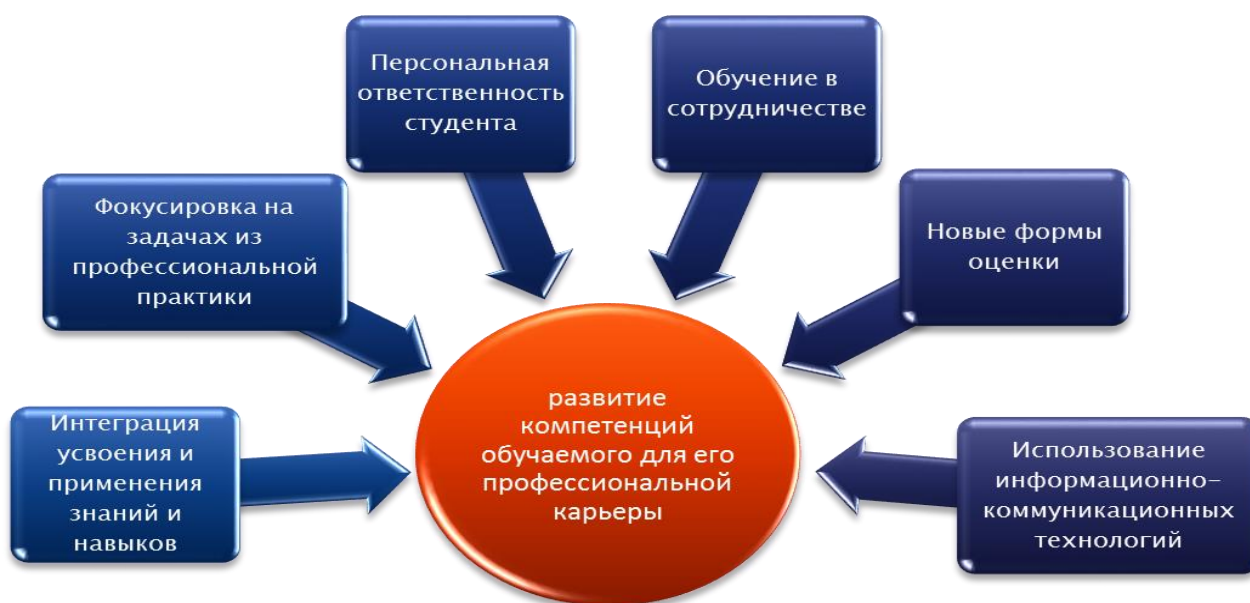 Персональная
ответственность
студента
Обучение в
сотрудничестве
Фокусировка на
задачах из
профессиональной
практики
Новые формы
оценки
Интеграция
усвоения и
применения
знаний и
навыков
развитие
компетенций
обучаемого для его
профессиональной
карьеры
Использование
информационно–
коммуникационных
технологий